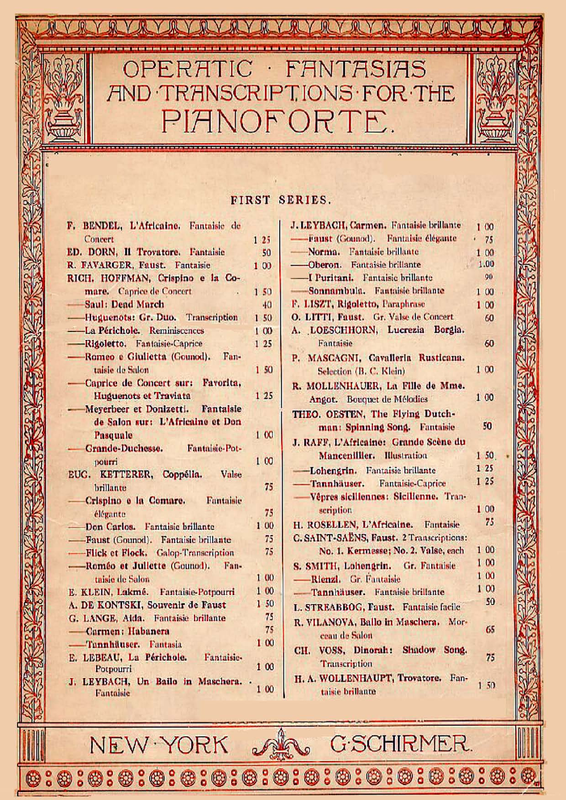 OPERATIC · FANTASIAS
AND · TRANSCRIPTIONS · FOR · THE
PIANOFORTE.
FIRST SERIES.
F. BENDEL, L'Africaine. Fantaisie de
Concert 1 25
ED. DORN, Il Trovatore. Fantaisie 50
R. FAVARGER, Faust. Fantaisie 1 00
RICH. HOFFMAN, Crispino e la Co-
mare. Caprice de Concert 1 50
—Saul: Dead March 40
—Huguenots: Gr. Duo. Transcription 1 50
—La Périchole. Reminiscences 1 00
—Rigoletto. Fantaisie-Caprice 1 25
—Romeo e Giulietta (Gounod). Fan-
taisie de Salon 1 50
—Caprice de Concert sur: Favorita,
Huguenots et Traviata 1 25
—Meyerbeer et Donizetti. Fantaisie
de Salon sur: L'Africaine et Don
Pasquale 1 00
—Grande-Duchesse. Fantaisie-Pot-
pourri 1 00
EUG. KETTERER, Coppélia. Valse
brillante 75
—Crispino e la Comare. Fantaisie
élégante 75
—Don Carlos. Fantaisie brillante 1 00
—Faust (Gounod). Fantaisie brillante 75
—Flick et Flock. Galop-Transcription 75
—Roméo et Juliette (Gounod). Fan-
taisie de Salon 1 00
E. KLEIN, Lakmé. Fantaisie-Potpourri 1 00
A. DE KONTSKI, Souvenir de Faust 1 50
G. LANGE, Aida. Fantaisie brillante 75
—Carmen: Habanera 75
—Tannhäuser. Fantasia 1 00
E. LEBEAU, La Périchole. Fantaisie-
Potpourri 1 00
J. LEYBACH, Un Ballo in Maschera.
Fantaisie 1 00
J. LEYBACH, Carmen. Fantaisie brillante 1 00
—Faust (Gounod). Fantaisie élégante 75
—Norma. Fantaisie brillante 1 00
—Oberon. Fantaisie brillante 1.00
—I Puritani. Fantaisie brillante 90
—Sonnambula. Fantaisie brillante 1 00
F. LISZT, Rigoletto, Paraphrase 1 00
O. LITTI, Faust. Gr. Valse de Concert 60
A. LOESCHHORN, Lucrezia Borgia.
Fantaisie 60
P. MASCAGNI, Cavalleria Rusticana.
Selection (B. C. Klein) 1 00
R. MOLLENHAUER, La Fille de Mme.
Angot. Bouquet de Mélodies 1 00
THEO. OESTEN, The Flying Dutch-
man: Spinning Song. Fantaisie 50
J. RAFF, L'Africaine: Grande Scène du
Mancenillier. Illustration 1 50
—Lohengrin. Fantaisie brillante 1 25
—Tannhäuser. Fantaisie-Caprice 1 25
—Vêpres siciliennes: Sicilienne. Tran-
scription 1 00
H. ROSELLEN, L'Africaine. Fantaisie 75
C. SAINT-SAËNS, Faust. 2 Transcriptions:
No. 1. Kermesse; No. 2. Valse, each 1 00
S. SMITH, Lohengrin. Gr. Fantaisie 1 00
—Rienzi. Gr. Fantaisie 1 00
—Tannhäuser. Fantaisie brillante 1 00
L. STREABBOG, Faust. Fantaisie facile 50
R. VILANOVA, Ballo in Maschera. Mor-
ceau de Salon 65
CH. VOSS, Dinorah: Shadow Song.
Transcription 75
H. A. WOLLENHAUPT, Trovatore. Fan-
taisie brillante 1 50
NEW · YORK G · SCHIRMER.